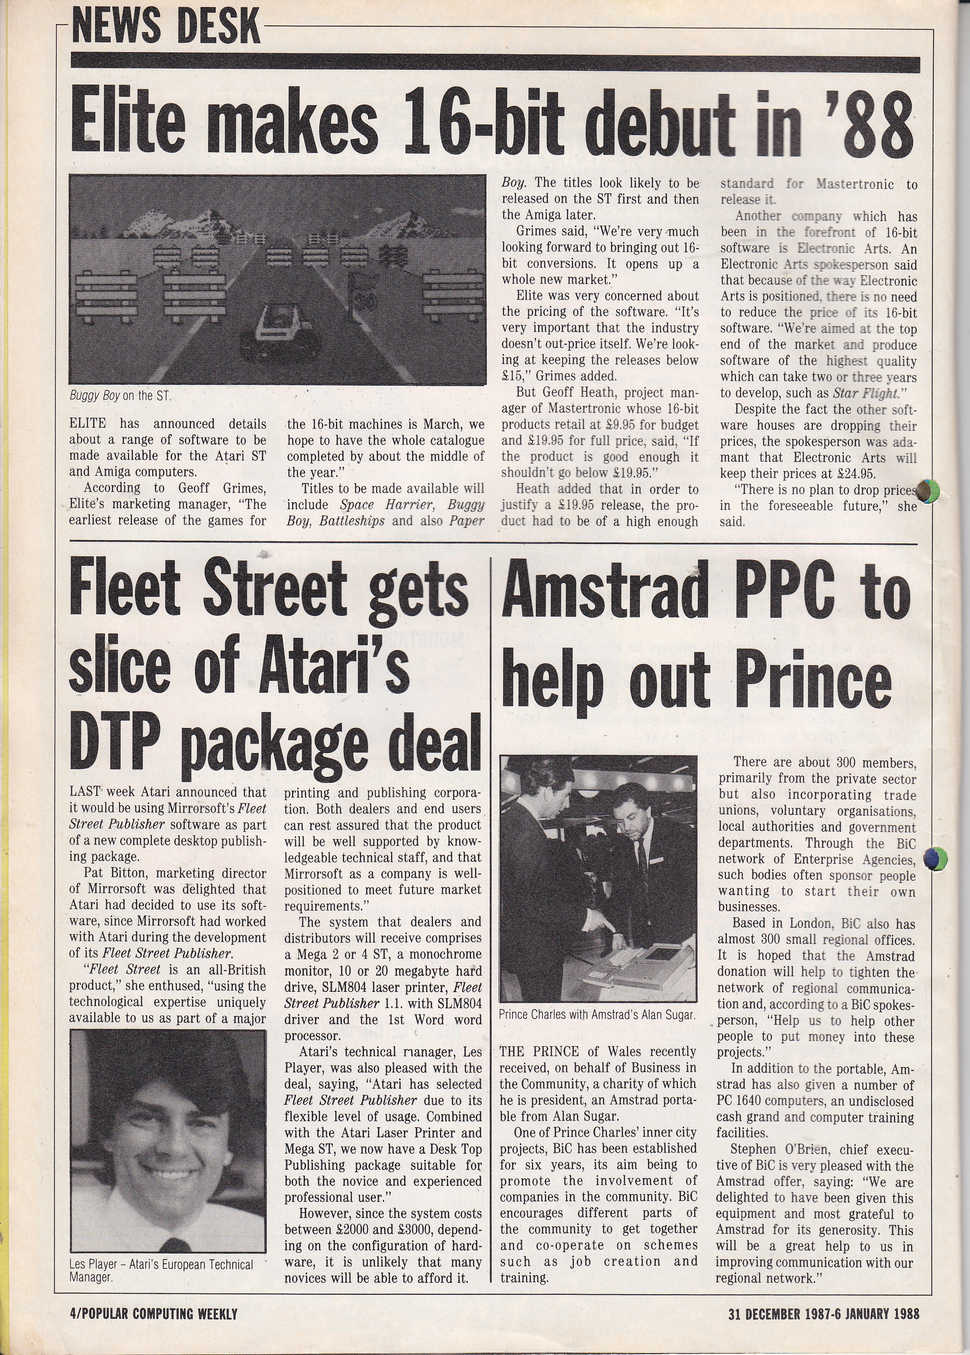 NEWS DESK
Elite makes 16-bit debut in '88
Buggy Boy on the ST.
ELITE has announced details
about a range of software to be
made available for the Atari ST
and Amiga computers.
According to Geoff Grimes,
Elite's marketing manager, "The
earliest release of the games for
the 16-bit machines is March, we
hope to have the whole catalogue
completed by about the middle of
the year."
Titles to be made available will
include Space Harrier, Buggy
Boy, Battleships and also Paper
Boy. The titles look likely to be
released on the ST first and then
the Amiga later.
Grimes said, "We're very much
looking forward to bringing out 16-
bit conversions. It opens up a
whole new market."
Elite was very concerned about
the pricing of the software. "It's
very important that the industry
doesn't out-price itself. We're look-
ing at keeping the releases below
£15," Grimes added.
But Geoff Heath, project man-
ager of Mastertronic whose 16-bit
products retail at £9.95 for budget
and £19.95 for full price, said, "If
the product is good enough it
shouldn't go below £19.95."
Heath added that in order to
justify a £19.95 release, the pro-
duct had to be of a high enough
standard for Mastertronic to
release it.
Another company which has
been in the forefront of 16-bit
software is Electronic Arts. An
Electronic Arts spokesperson said
that because of the way Electronic
Arts is positioned, there is no need
to reduce the price of its 16-bit
software. "We're aimed at the top
end of the market and produce
software of the highest quality
which can take two or three years
to develop, such as Star Flight."
Despite the fact the other soft-
ware houses are dropping their
prices, the spokesperson was ada-
mant that Electronic Arts will
keep their prices at £24.95.
"There is no plan to drop prices
in the foreseeable future," she
said.
Fleet Street gets
slice of Atari's
DTP package deal
LAST week Atari announced that
it would be using Mirrorsoft's Fleet
Street Publisher software as part
of a new complete desktop publish-
ing package.
Pat Bitton, marketing director
of Mirrorsoft was delighted that
Atari had decided to use its soft-
ware, since Mirrorsoft had worked
with Atari during the development
of its Fleet Street Publisher.
"Fleet Street is an all-British
product," she enthused, "using the
technological expertise uniquely
available to us as part of a major
Les Player – Atari's European Technical
Manager.
printing and publishing corpora-
tion. Both dealers and end users
can rest assured that the product
will be well supported by know-
ledgeable technical staff, and that
Mirrorsoft as a company is well-
positioned to meet future market
requirements."
The system that dealers and
distributors will receive comprises
a Mega 2 or 4 ST, a monochrome
monitor, 10 or 20 megabyte hard
drive, SLM804 laser printer, Fleet
Street Publisher 1.1. with SLM804
driver and the 1st Word word
processor.
Atari's technical manager, Les
Player, was also pleased with the
deal, saying, "Atari has selected
Fleet Street Publisher due to its
flexible level of usage. Combined
with the Atari Laser Printer and
Mega ST, we now have a Desk Top
Publishing package suitable for
both the novice and experienced
professional user."
However, since the system costs
between £2000 and £3000, depend-
ing on the configuration of hard-
ware, it is unlikely that many
novices will be able to afford it.
Amstrad PPC to
help out Prince
Prince Charles with Amstrad's Alan Sugar.
THE PRINCE of Wales recently
received, on behalf of Business in
the Community, a charity of which
he is president, an Amstrad porta-
ble from Alan Sugar.
One of Prince Charles' inner city
projects, BiC has been established
for six years, its aim being to
promote the involvement of
companies in the community. BiC
encourages different parts of
the community to get together
and co-operate on schemes
such as job creation and
training.
There are about 300 members,
primarily from the private sector
but also incorporating trade
unions, voluntary organisations,
local authorities and government
departments. Through the BiC
network of Enterprise Agencies,
such bodies often sponsor people
wanting to start their own
businesses.
Based in London, BiC also has
almost 300 small regional offices.
It is hoped that the Amstrad
donation will help to tighten the
network of regional communica-
tion and, according to a BiC spokes-
person, "Help us to help other
people to put money into these
projects."
In addition to the portable, Am-
strad has also given a number of
PC 1640 computers, an undisclosed
cash grand and computer training
facilities.
Stephen O'Brien, chief execu-
tive of BiC is very pleased with the
Amstrad offer, saying: "We are
delighted to have been given this
equipment and most grateful to
Amstrad for its generosity. This
will be a great help to us in
improving communication with our
regional network."
4/POPULAR COMPUTING WEEKLY
31 DECEMBER 1987-6 JANUARY 1988